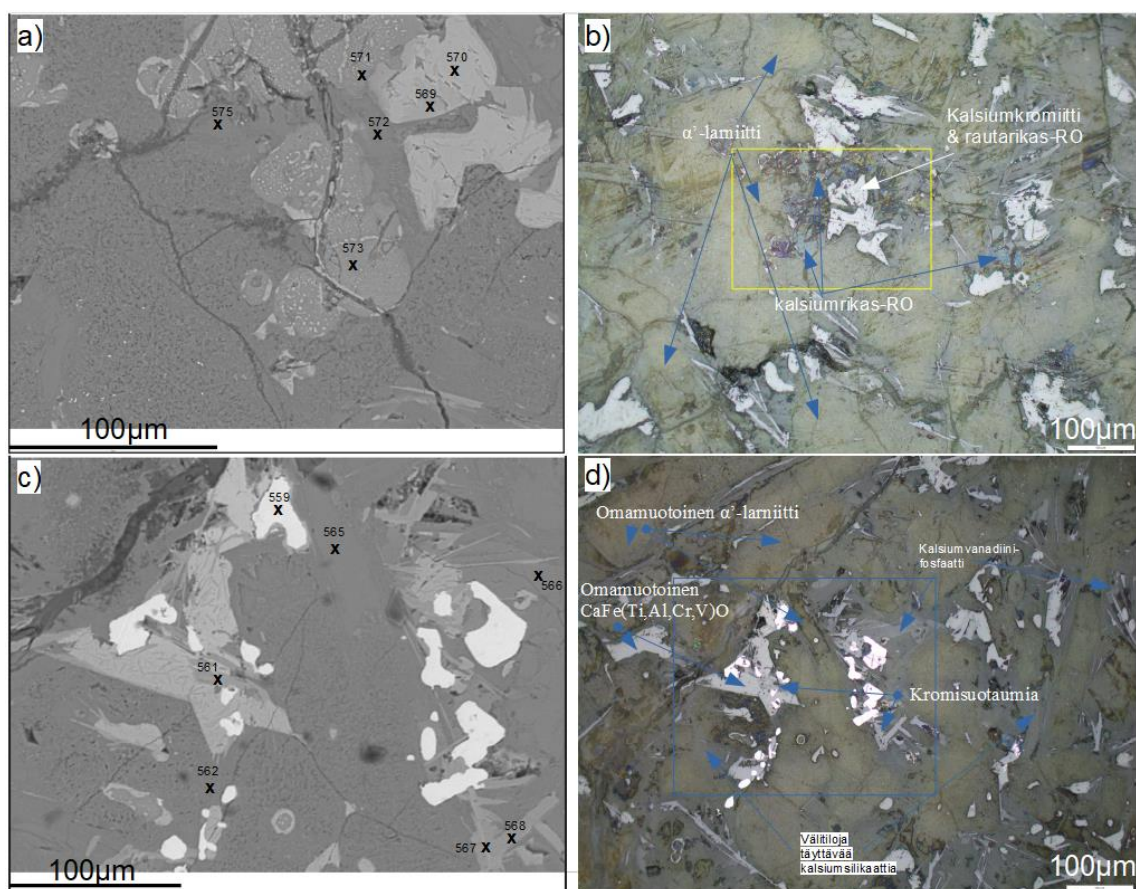 a)
571
570
575
569
572
573
100µm
b)
α'-larniitti
Kalsiumkromiitti
& rautarikas-RO
kalsiumrikas-RO
100µm
c)
559
565
566
561
562
567
568
100µm
d)
Omamuotoinen α'-larniitti
Kalsiumvanadiini-
fosfaatti
Omamuotoinen
CaFe(Ti,Al,Cr,V)O
Kromisuotaumia
Välitiloja
täyttävää
kalsiumsilikaattia
100µm